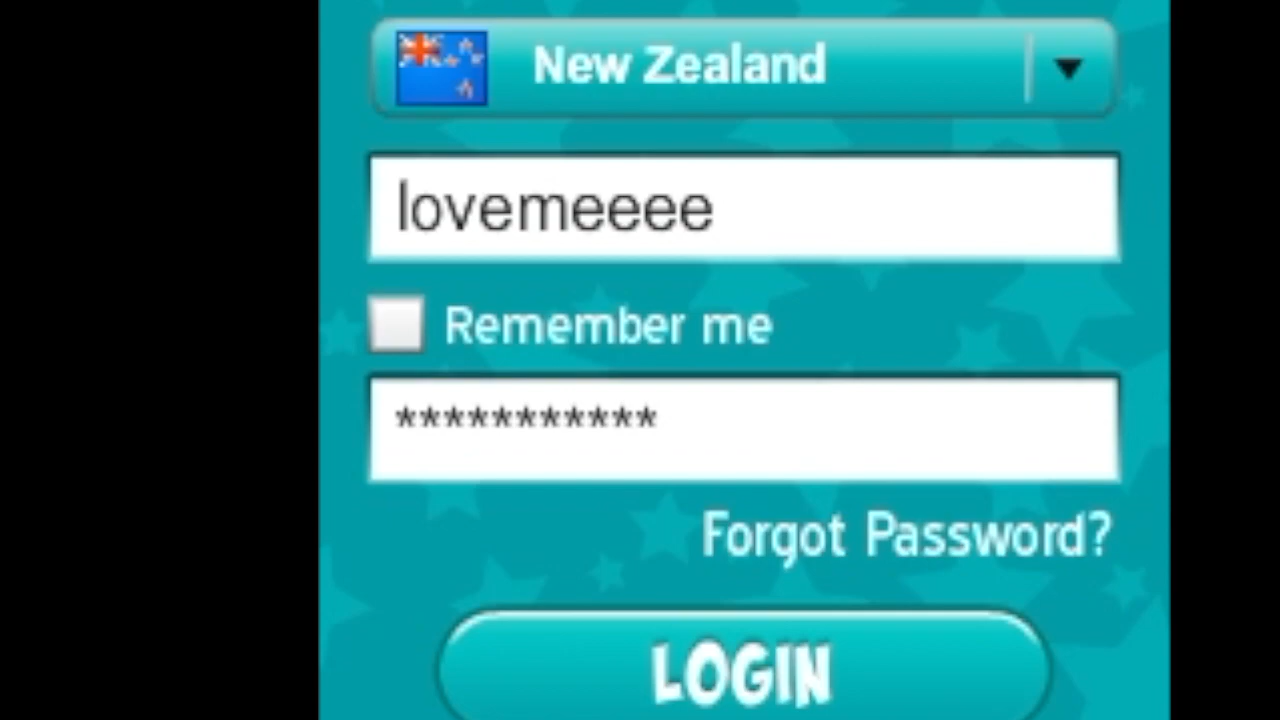 New Zealand
lovemeeee
Remember me
***********
Forgot Password?
LOGIN